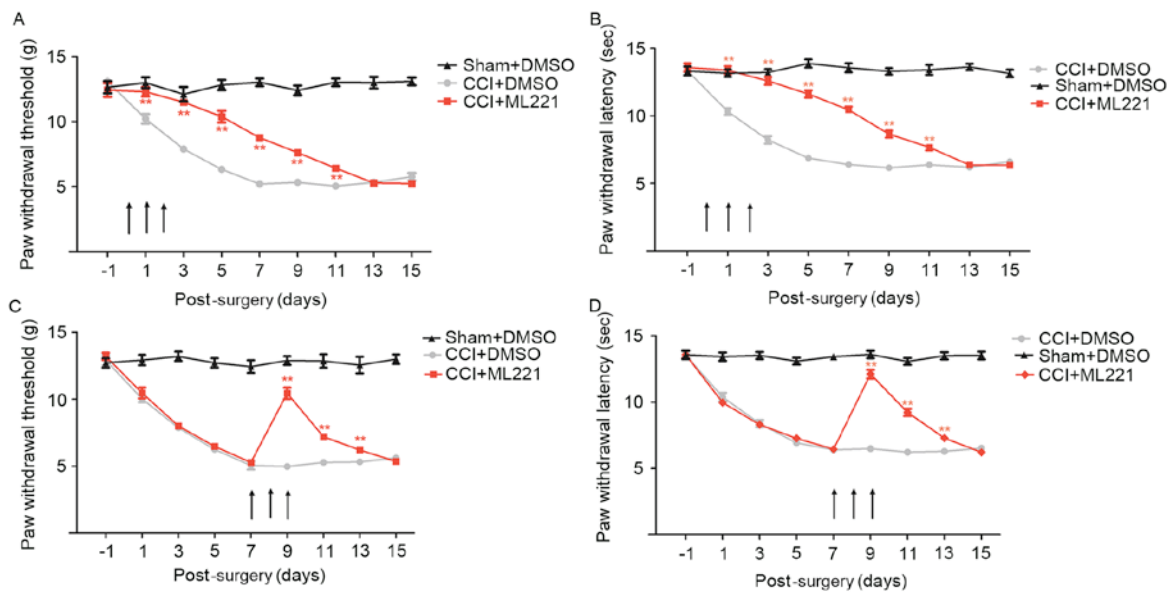 A
Paw withdrawal threshold (g)
15
10
5
Sham+DMSO
CCI+DMSO
CCI+ML221
** ** ** ** ** **
-1 1 3 5 7 9 11 13 15
Post-surgery (days)
B
Paw withdrawal latency (sec)
15
10
5
CCI+DMSO
Sham+DMSO
CCI+ML221
** ** ** ** ** **
-1 1 3 5 7 9 11 13 15
Post-surgery (days)
C
Paw withdrawal threshold (g)
15
10
5
Sham+DMSO
CCI+DMSO
CCI+ML221
** ** **
-1 1 3 5 7 9 11 13 15
Post-surgery (days)
D
Paw withdrawal latency (sec)
15
10
5
CCI+DMSO
Sham+DMSO
CCI+ML221
** ** **
-1 1 3 5 7 9 11 13 15
Post-surgery (days)